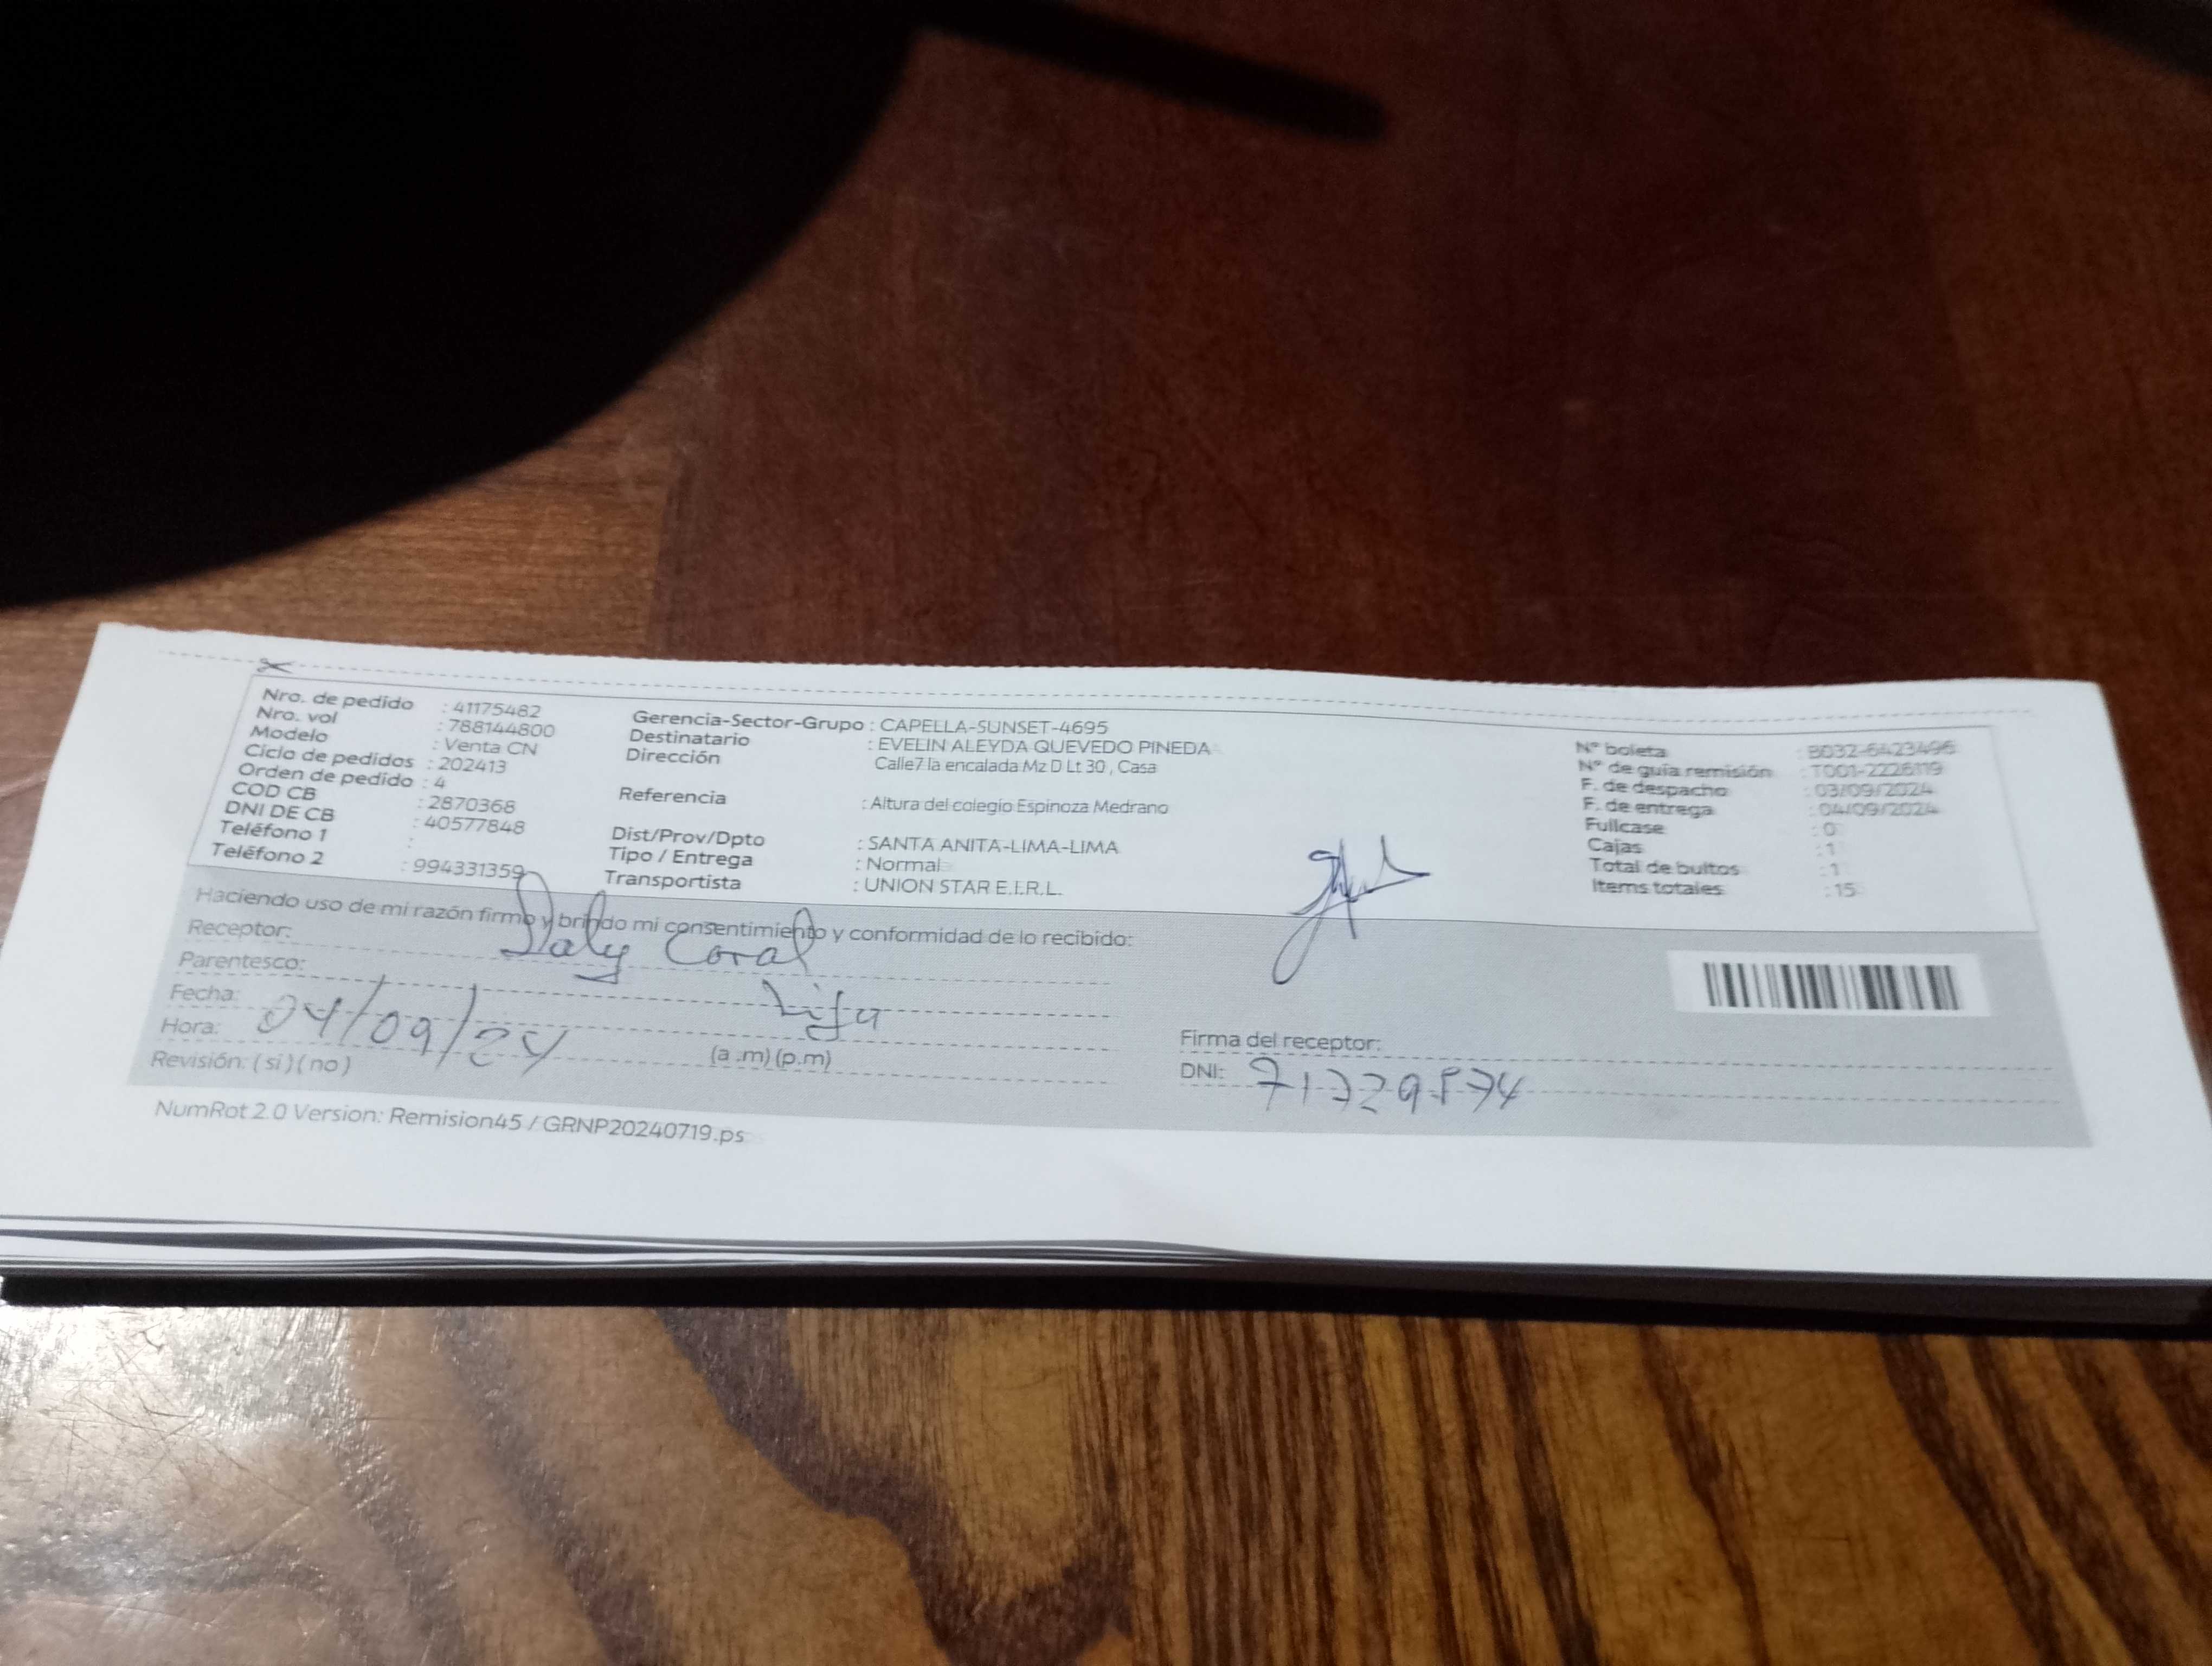 Nro. de pedido : 41175482
Nro. vol : 788144800
Modelo : Venta CN
Ciclo de pedidos : 202413
Orden de pedido : 4
COD CB : 2870368
DNI DE CB : 40577848
Teléfono 1 :
Teléfono 2 : 994331359
Gerencia-Sector-Grupo : CAPELLA-SUNSET-4695
Destinatario : EVELIN ALEYDA QUEVEDO PINEDA
Dirección Calle7 la encalada Mz D Lt 30 , Casa
Referencia : Altura del colegio Espinoza Medrano
Dist/Prov/Dpto : SANTA ANITA-LIMA-LIMA
Tipo / Entrega : Normal
Transportista : UNION STAR E.I.R.L.
N° boleta : B032-6423496
N° de guía remisión : T001-2226119
F. de despacho : 03/09/2024
F. de entrega : 04/09/2024
Fullcase : 0
Cajas : 1
Total de bultos : 1
Items totales : 15
Haciendo uso de mi razón firmo y brindo mi consentimiento y conformidad de lo recibido:
Receptor: Coral
Parentesco:
Fecha: 04/09/24
Hora: (a .m) (p.m)
Revisión: ( si ) ( no )
Firma del receptor:
DNI:
NumRot 2.0 Version: Remision45 / GRNP20240719.ps